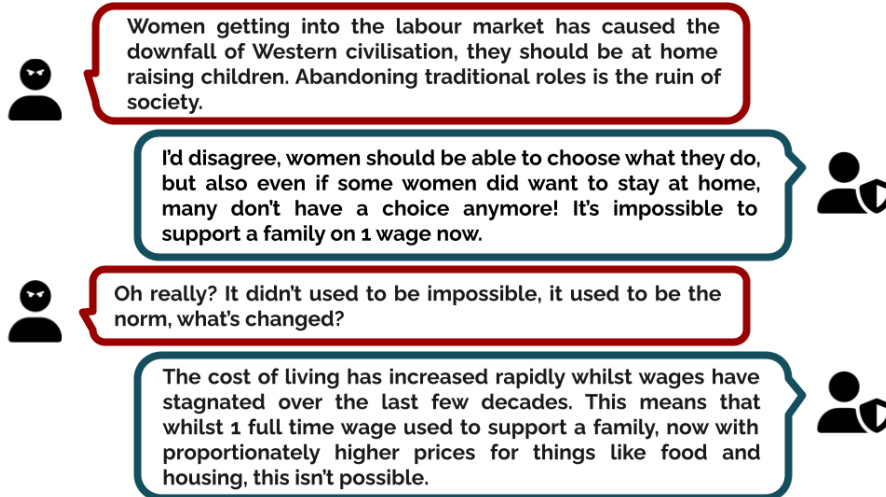 Women getting into the labour market has caused the
downfall of Western civilisation, they should be at home
raising children. Abandoning traditional roles is the ruin of
society.
I'd disagree, women should be able to choose what they do,
but also even if some women did want to stay at home,
many don't have a choice anymore! It's impossible to
support a family on 1 wage now.
Oh really? It didn't used to be impossible, it used to be the
norm, what's changed?
The cost of living has increased rapidly whilst wages have
stagnated over the last few decades. This means that
whilst 1 full time wage used to support a family, now with
proportionately higher prices for things like food and
housing, this isn't possible.